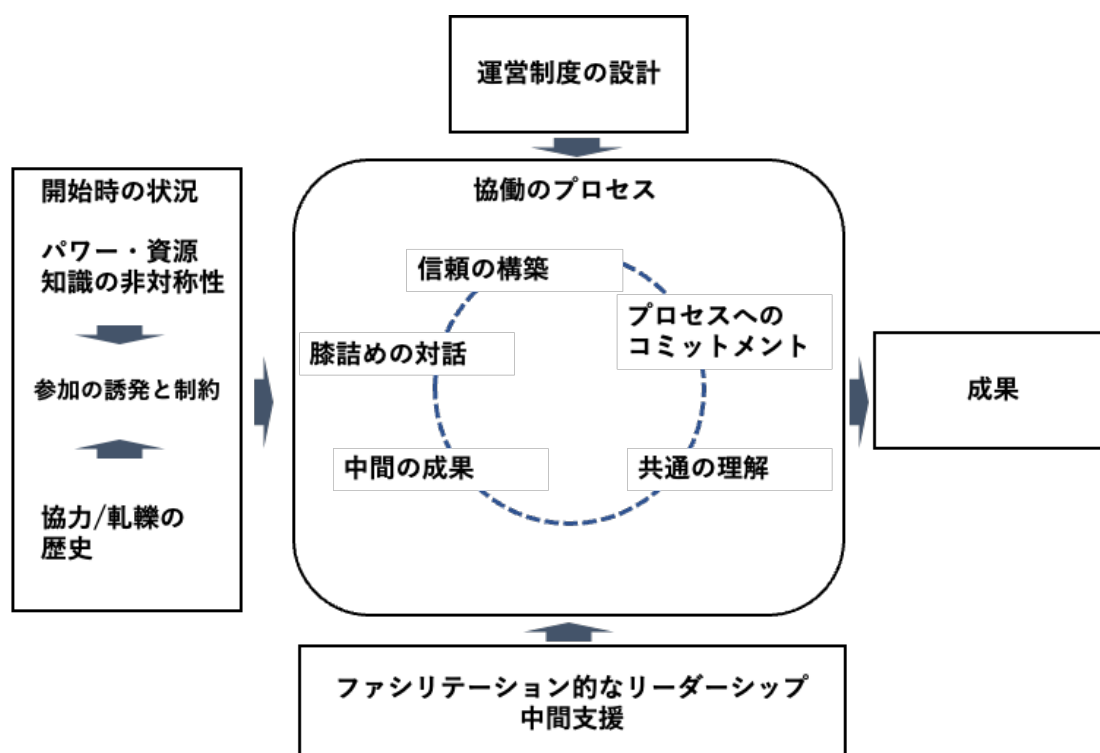 運営制度の設計
開始時の状況
パワー・資源
知識の非対称性
参加の誘発と制約
協力/軋轢の
歴史
協働のプロセス
信頼の構築
プロセスへの
コミットメント
膝詰めの対話
中間の成果
共通の理解
成果
ファシリテーション的なリーダーシップ
中間支援